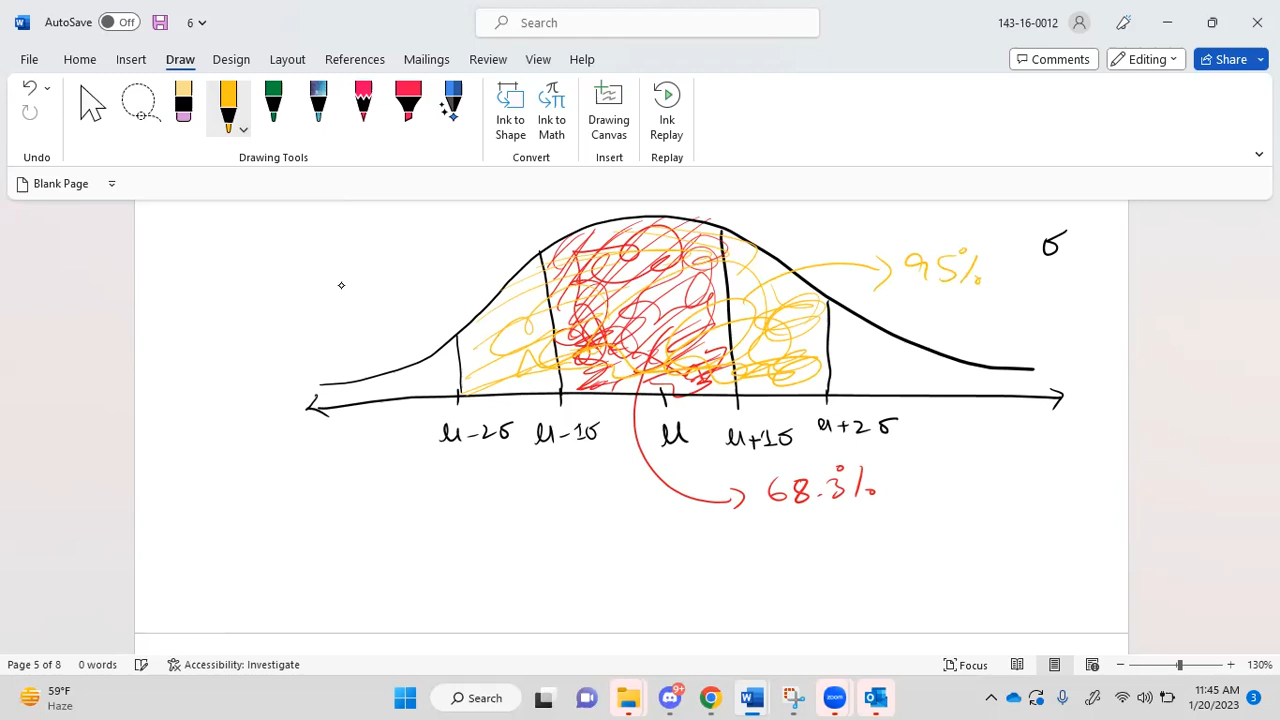 AutoSave Off 6 Search 143-16-0012
File Home Insert Draw Design Layout References Mailings Review View Help Comments Editing Share
Undo Drawing Tools Ink to Shape Ink to Math Convert Drawing Canvas Insert Ink Replay Replay
Blank Page
σ
95%
μ-2σ μ-1σ μ μ+1σ μ+2σ
68.3%
Page 5 of 8 0 words Accessibility: Investigate Focus 130%
59°F Haze Search 9+ 11:45 AM 1/20/2023 3